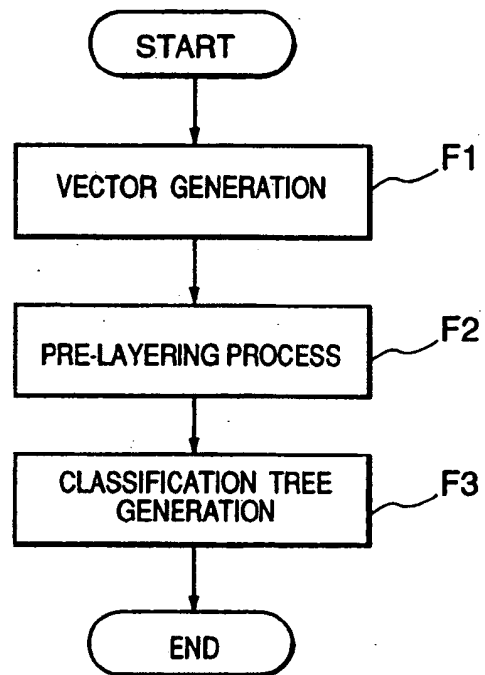 START
VECTOR GENERATION
F1
PRE-LAYERING PROCESS
F2
CLASSIFICATION TREE
GENERATION
F3
END